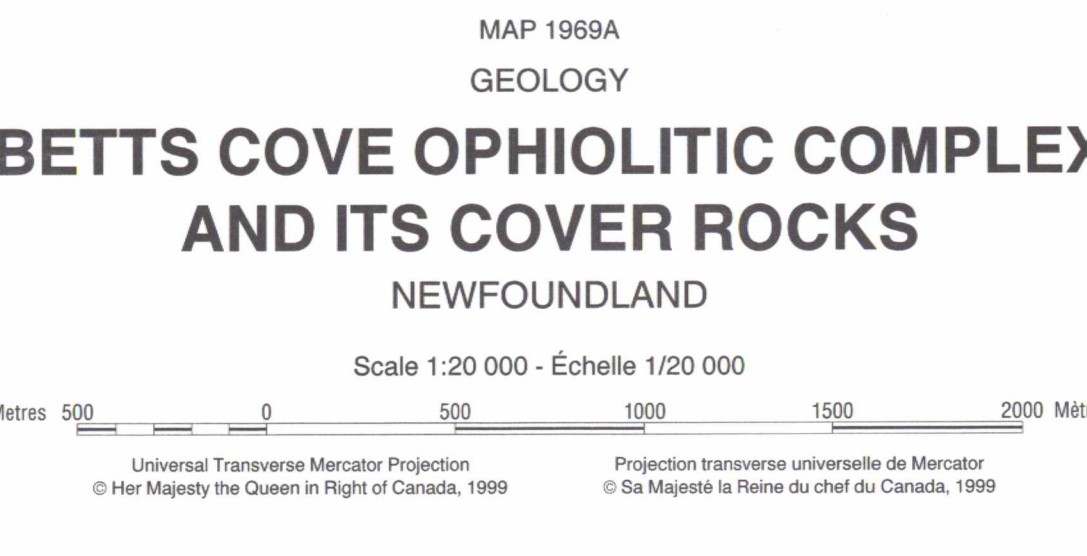 MAP 1969A
GEOLOGY
BETTS COVE OPHIOLITIC COMPLEX
AND ITS COVER ROCKS
NEWFOUNDLAND
Scale 1:20 000 - Échelle 1/20 000
Metres 500 0 500 1000 1500 2000 Mètr
Universal Transverse Mercator Projection
© Her Majesty the Queen in Right of Canada, 1999
Projection transverse universelle de Mercator
© Sa Majesté la Reine du chef du Canada, 1999